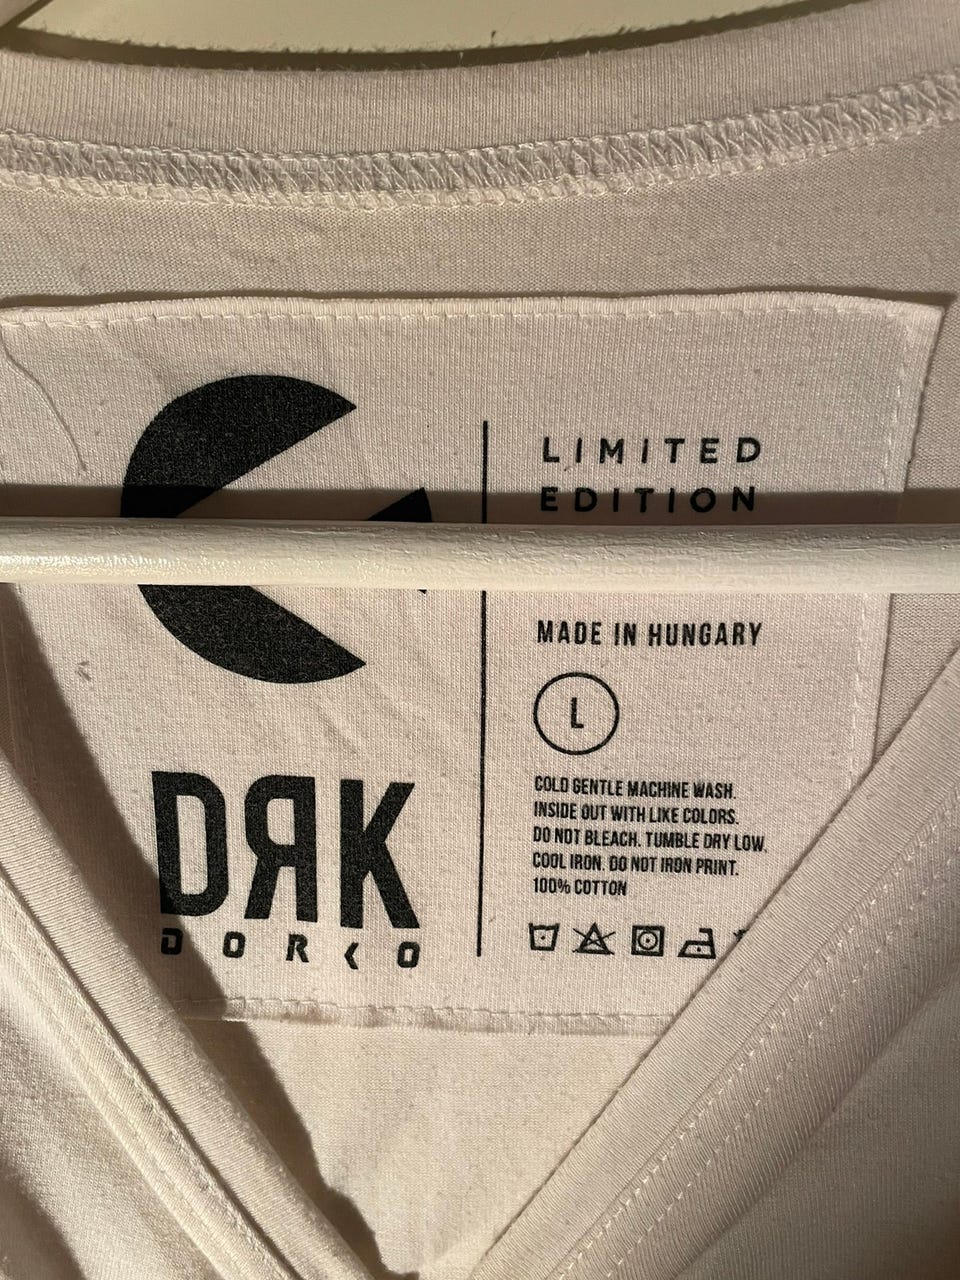 DЯK
DORKO
LIMITED
EDITION
MADE IN HUNGARY
L
COLD GENTLE MACHINE WASH.
INSIDE OUT WITH LIKE COLORS.
DO NOT BLEACH. TUMBLE DRY LOW.
COOL IRON. DO NOT IRON PRINT.
100% COTTON